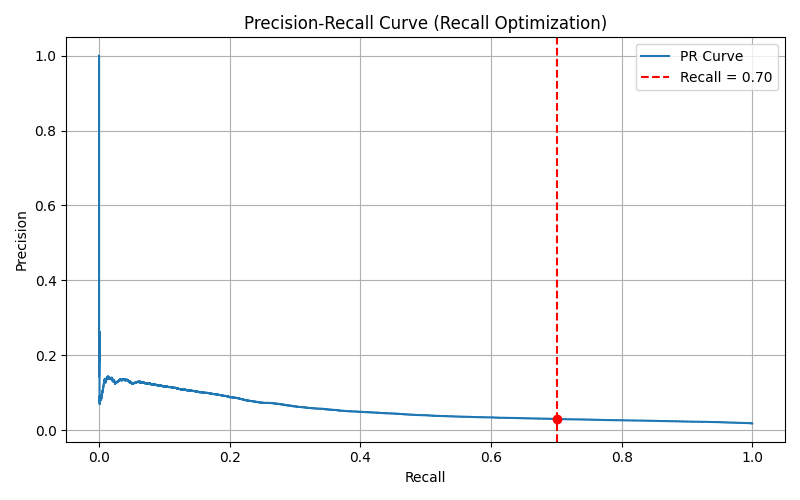 Precision-Recall Curve (Recall Optimization)
PR Curve
Recall = 0.70
Precision
1.0
0.8
0.6
0.4
0.2
0.0
0.0 0.2 0.4 0.6 0.8 1.0
Recall